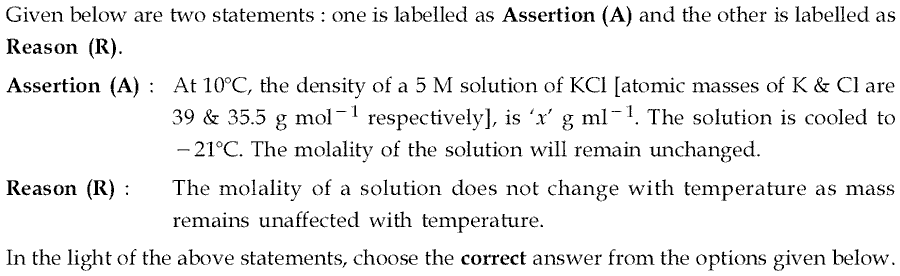 Given below are two statements : one is labelled as Assertion (A) and the other is labelled as
Reason (R).
Assertion (A) : At 10°C, the density of a 5 M solution of KCl [atomic masses of K & Cl are
39 & 35.5 g mol⁻¹ respectively], is ‘x’ g ml⁻¹. The solution is cooled to
−21°C. The molality of the solution will remain unchanged.
Reason (R) : The molality of a solution does not change with temperature as mass
remains unaffected with temperature.
In the light of the above statements, choose the correct answer from the options given below.